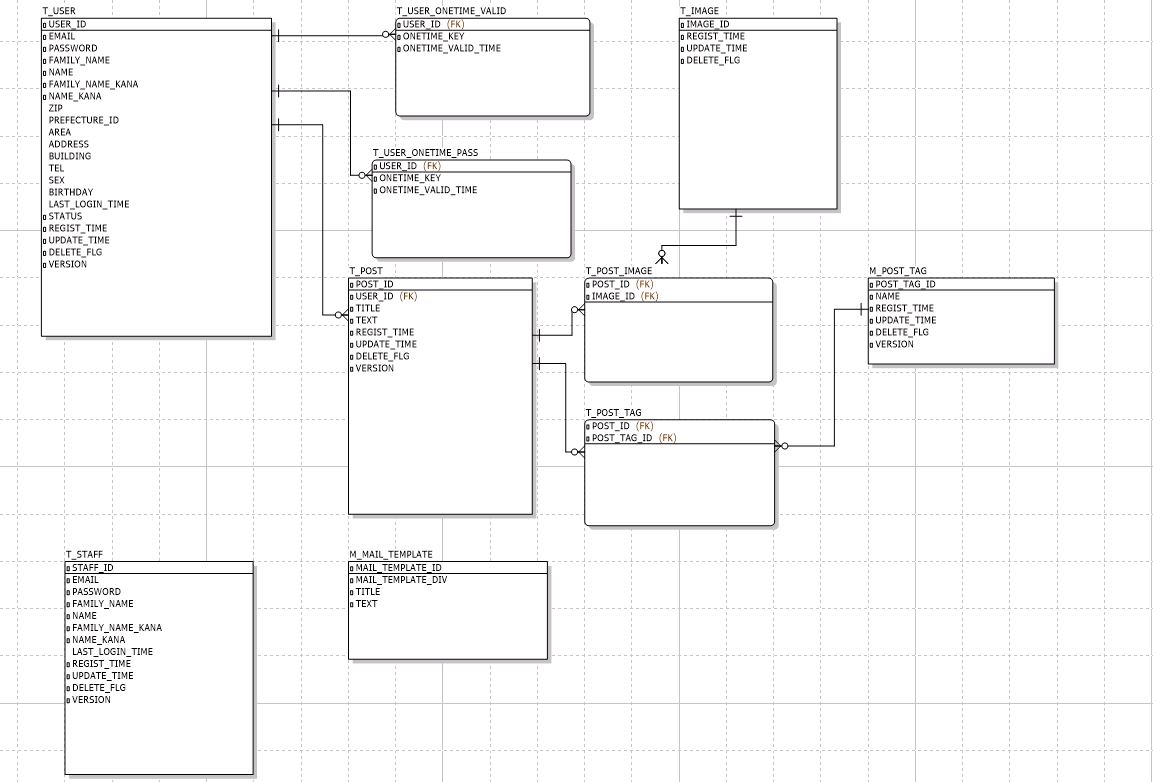 T_USER
USER_ID
EMAIL
PASSWORD
FAMILY_NAME
NAME
FAMILY_NAME_KANA
NAME_KANA
ZIP
PREFECTURE_ID
AREA
ADDRESS
BUILDING
TEL
SEX
BIRTHDAY
LAST_LOGIN_TIME
STATUS
REGIST_TIME
UPDATE_TIME
DELETE_FLG
VERSION
T_USER_ONETIME_VALID
USER_ID (FK)
ONETIME_KEY
ONETIME_VALID_TIME
T_IMAGE
IMAGE_ID
REGIST_TIME
UPDATE_TIME
DELETE_FLG
T_USER_ONETIME_PASS
USER_ID (FK)
ONETIME_KEY
ONETIME_VALID_TIME
T_POST
POST_ID
USER_ID (FK)
TITLE
TEXT
REGIST_TIME
UPDATE_TIME
DELETE_FLG
VERSION
T_POST_IMAGE
POST_ID (FK)
IMAGE_ID (FK)
M_POST_TAG
POST_TAG_ID
NAME
REGIST_TIME
UPDATE_TIME
DELETE_FLG
VERSION
T_POST_TAG
POST_ID (FK)
POST_TAG_ID (FK)
T_STAFF
STAFF_ID
EMAIL
PASSWORD
FAMILY_NAME
NAME
FAMILY_NAME_KANA
NAME_KANA
LAST_LOGIN_TIME
REGIST_TIME
UPDATE_TIME
DELETE_FLG
VERSION
M_MAIL_TEMPLATE
MAIL_TEMPLATE_ID
MAIL_TEMPLATE_DIV
TITLE
TEXT